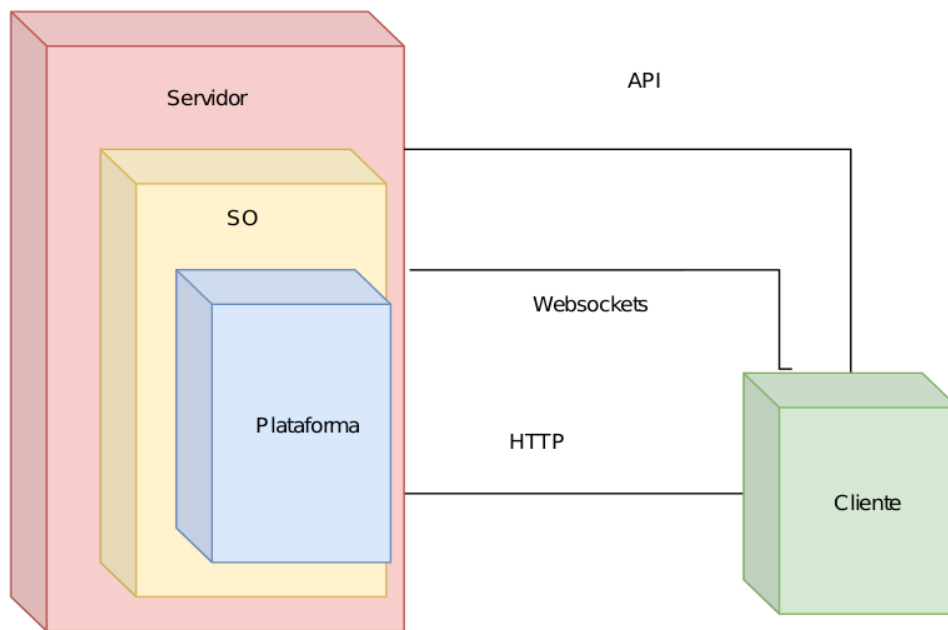 Servidor
API
SO
Websockets
Plataforma
HTTP
Cliente